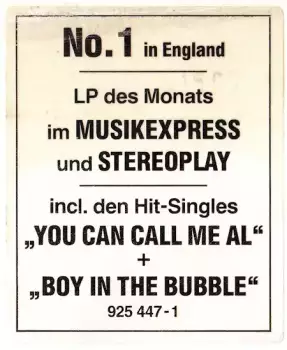 No. 1 in England
LP des Monats
im MUSIKEXPRESS
und STEREOPLAY
incl. den Hit-Singles
„YOU CAN CALL ME AL“
+
„BOY IN THE BUBBLE“
925 447-1